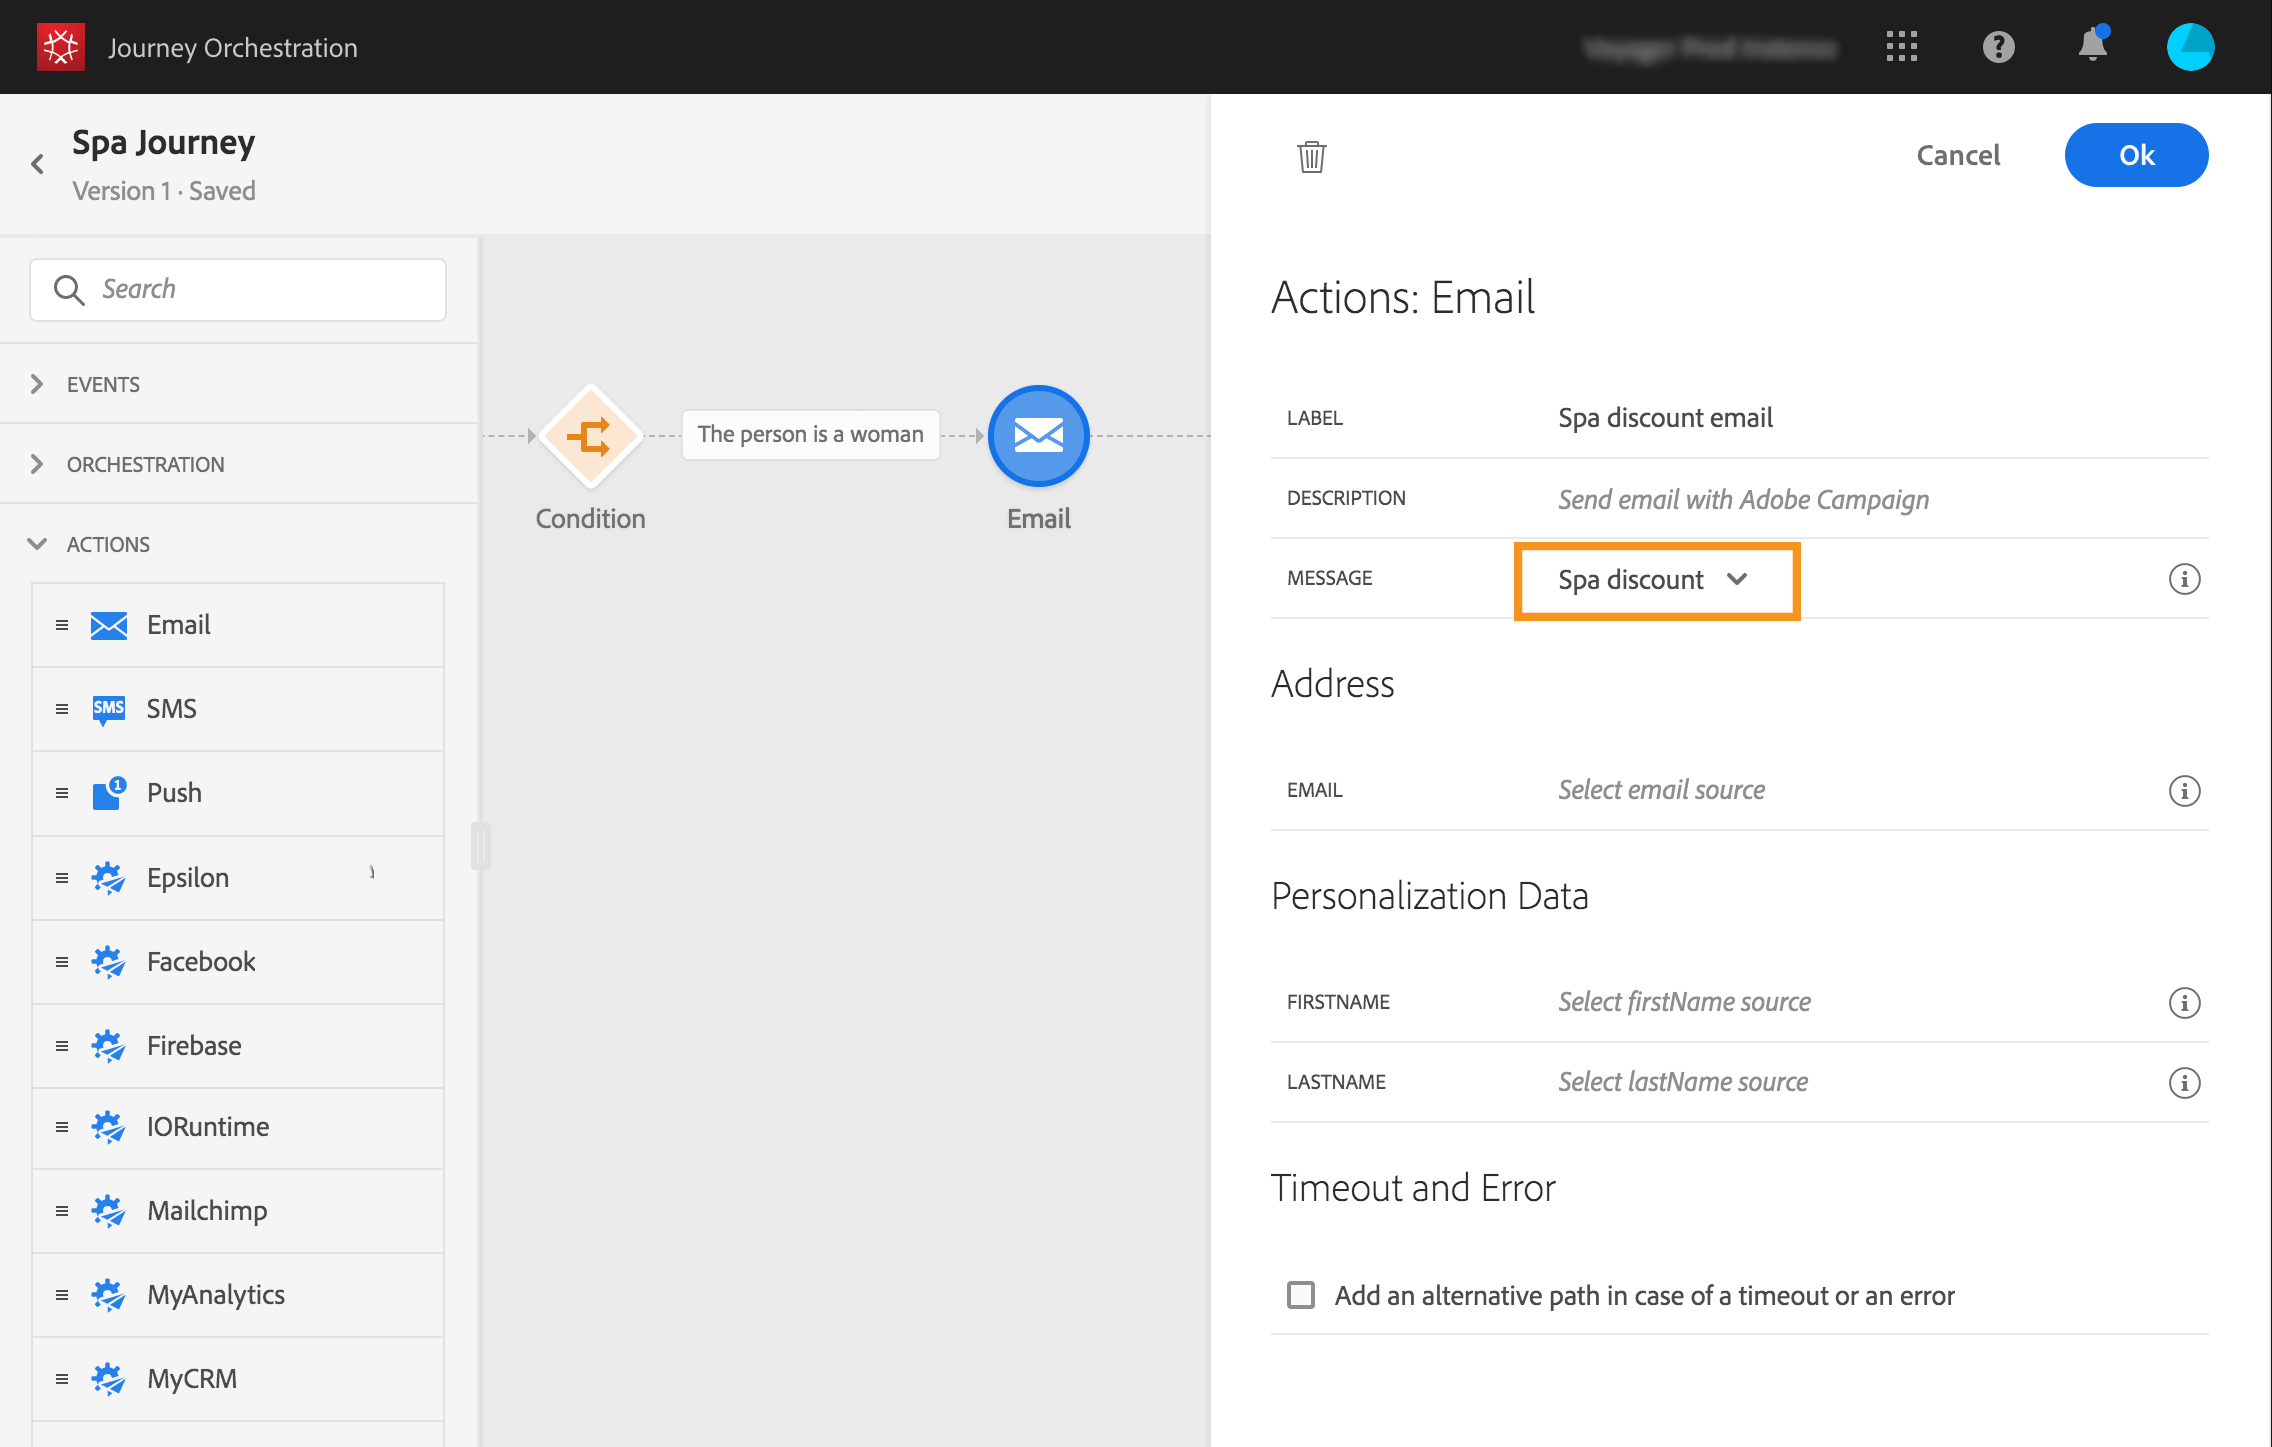 Journey Orchestration
Spa Journey
Version 1 · Saved
Cancel
Ok
Search
EVENTS
ORCHESTRATION
ACTIONS
Email
SMS
SMS
Push
1
Epsilon
Facebook
Firebase
IORuntime
Mailchimp
MyAnalytics
MyCRM
The person is a woman
Condition
Email
Actions: Email
LABEL Spa discount email
DESCRIPTION Send email with Adobe Campaign
MESSAGE Spa discount
Address
EMAIL Select email source
Personalization Data
FIRSTNAME Select firstName source
LASTNAME Select lastName source
Timeout and Error
Add an alternative path in case of a timeout or an error